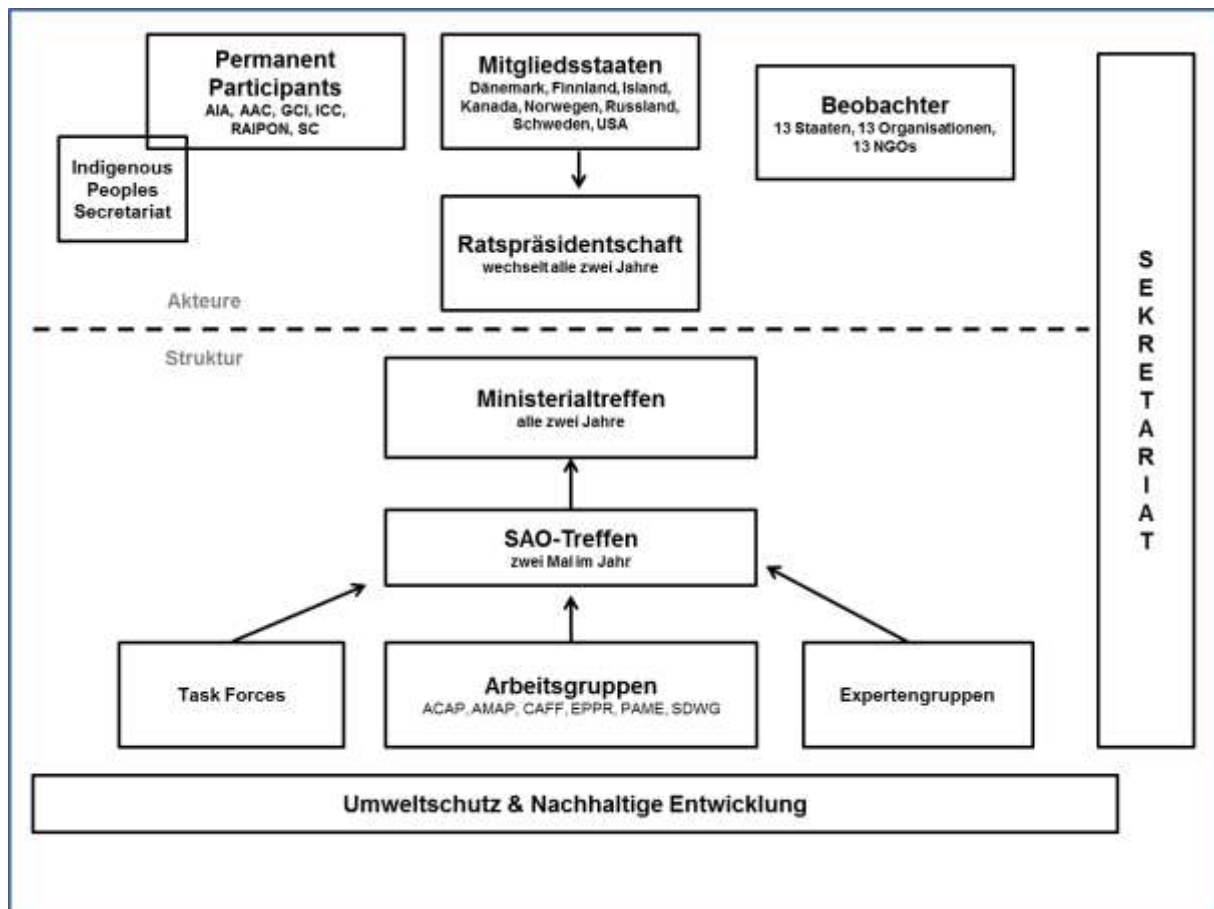 Permanent
Participants
AIA, AAC, GCI, ICC,
RAIPON, SC
Indigenous
Peoples
Secretariat
Mitgliedsstaaten
Dänemark, Finnland, Island,
Kanada, Norwegen, Russland,
Schweden, USA
Beobachter
13 Staaten, 13 Organisationen,
13 NGOs
Ratspräsidentschaft
wechselt alle zwei Jahre
Akteure
Struktur
Ministerialtreffen
alle zwei Jahre
SAO-Treffen
zwei Mal im Jahr
Task Forces
Arbeitsgruppen
ACAP, AMAP, CAFF, EPPR, PAME, SDWG
Expertengruppen
Umweltschutz & Nachhaltige Entwicklung
SEKRETARIAT